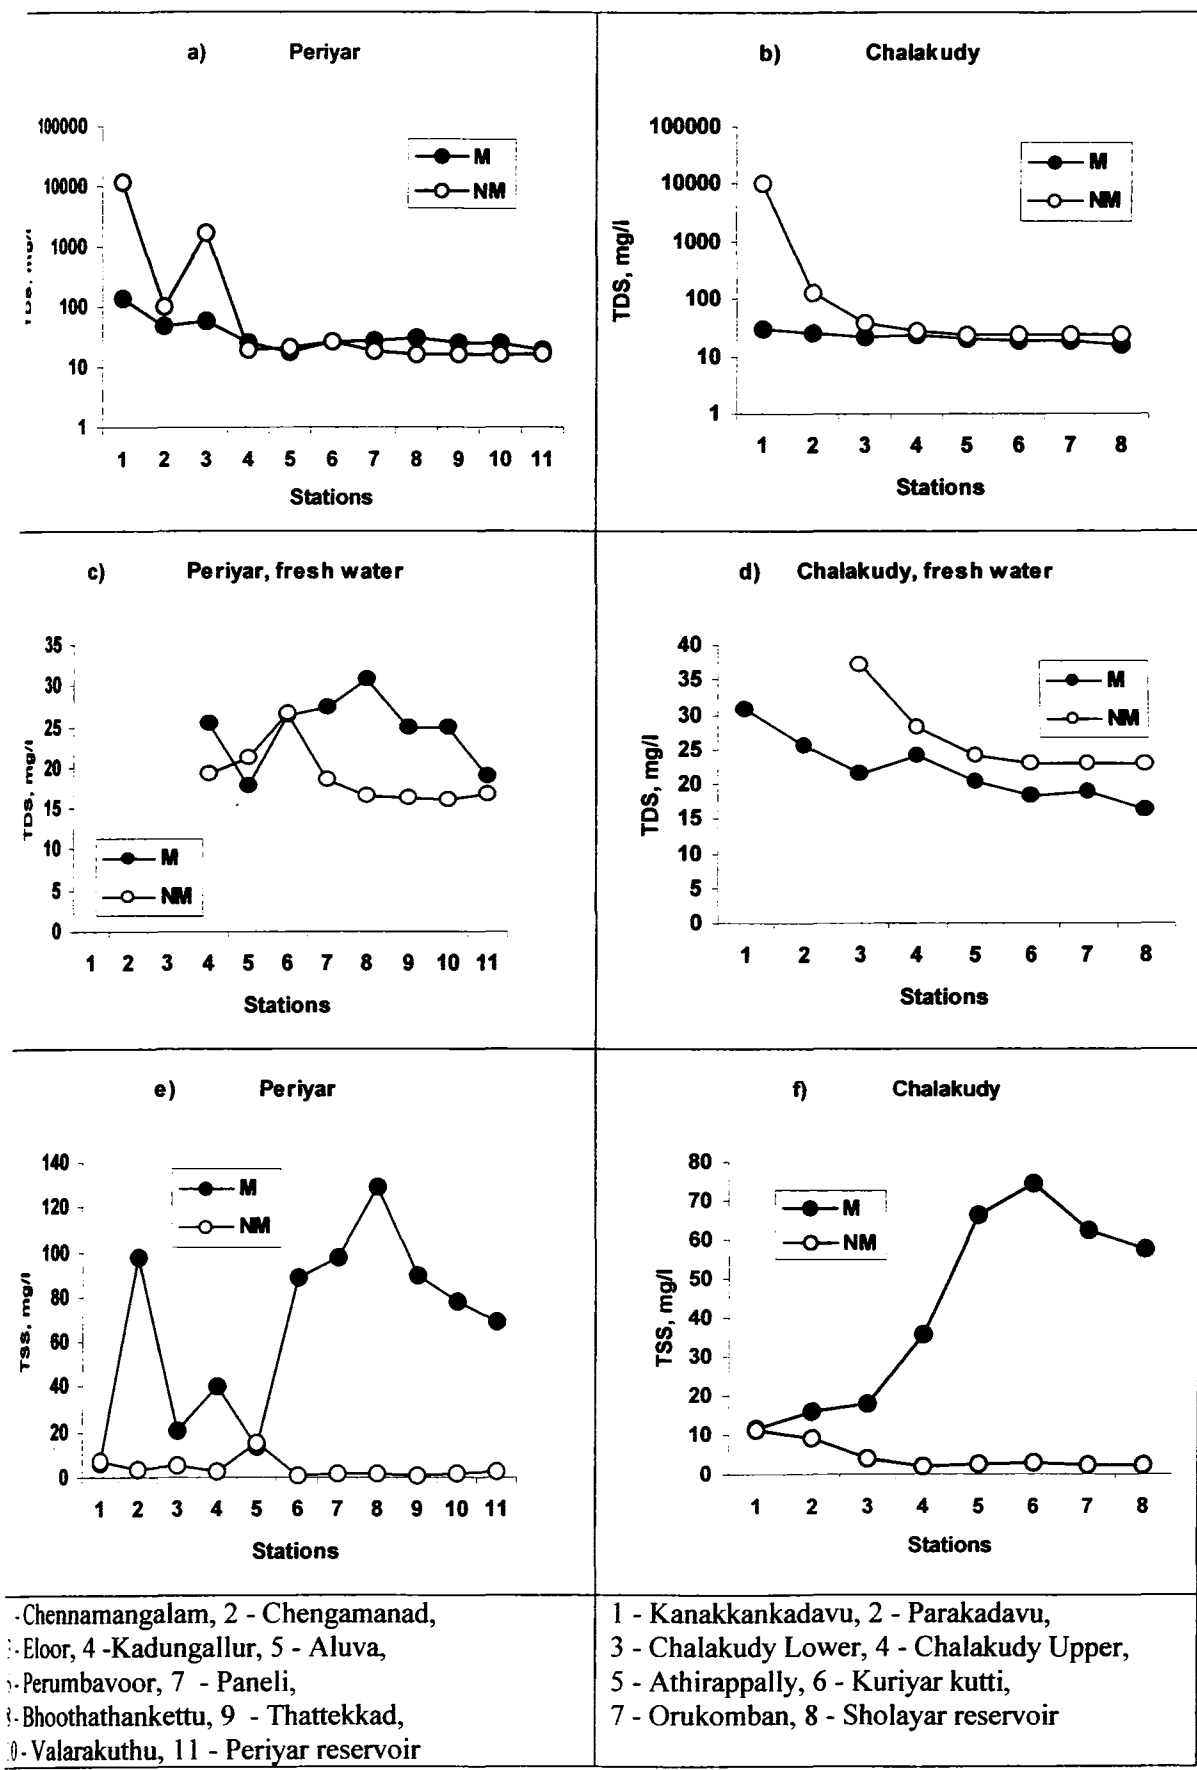 a) Periyar
100000
10000
1000
100
10
1
M
NM
1 2 3 4 5 6 7 8 9 10 11
Stations
b) Chalakudy
TDS, mg/l
100000
10000
1000
100
10
1
M
NM
1 2 3 4 5 6 7 8
Stations
c) Periyar, fresh water
TDS, mg/l
35
30
25
20
15
10
5
0
M
NM
1 2 3 4 5 6 7 8 9 10 11
Stations
d) Chalakudy, fresh water
TDS, mg/l
40
35
30
25
20
15
10
5
0
M
NM
1 2 3 4 5 6 7 8
Stations
e) Periyar
TSS, mg/l
140
120
100
80
60
40
20
0
M
NM
1 2 3 4 5 6 7 8 9 10 11
Stations
f) Chalakudy
TSS, mg/l
80
70
60
50
40
30
20
10
0
M
NM
1 2 3 4 5 6 7 8
Stations
-Chennamangalam, 2 - Chengamanad,
-Eloor, 4 -Kadungallur, 5 - Aluva,
-Perumbavoor, 7 - Paneli,
-Bhoothathankettu, 9 - Thattekkad,
-Valarakuthu, 11 - Periyar reservoir
1 - Kanakkankadavu, 2 - Parakadavu,
3 - Chalakudy Lower, 4 - Chalakudy Upper,
5 - Athirappally, 6 - Kuriyar kutti,
7 - Orukomban, 8 - Sholayar reservoir